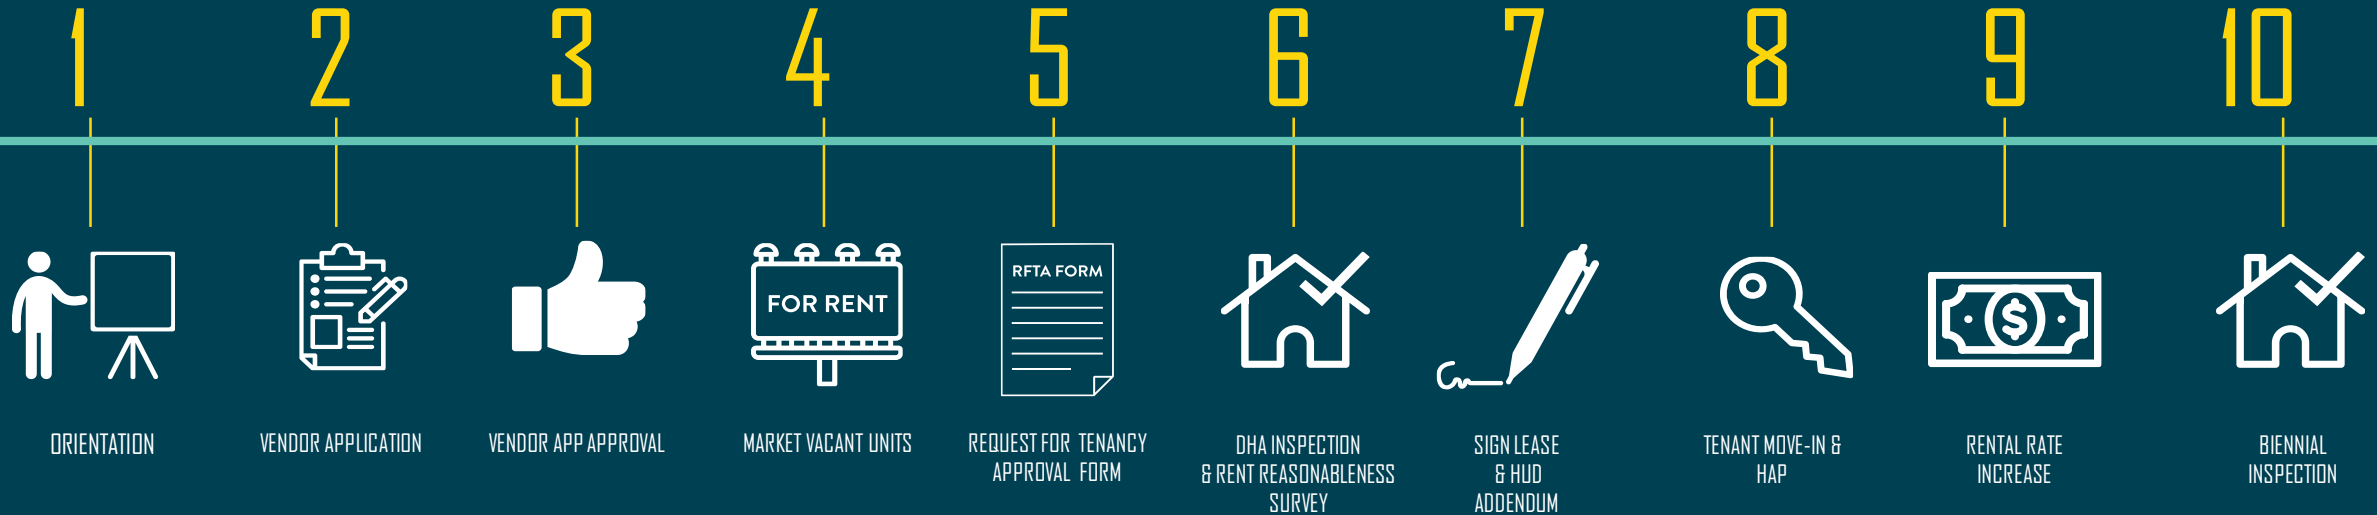 1
2
3
4
5
6
7
8
9
10
FOR RENT
RFTA FORM
$
ORIENTATION
VENDOR APPLICATION
VENDOR APP APPROVAL
MARKET VACANT UNITS
REQUEST FOR TENANCY
APPROVAL FORM
DHA INSPECTION
& RENT REASONABLENESS
SURVEY
SIGN LEASE
& HUD
ADDENDUM
TENANT MOVE-IN &
HAP
RENTAL RATE
INCREASE
BIENNIAL
INSPECTION